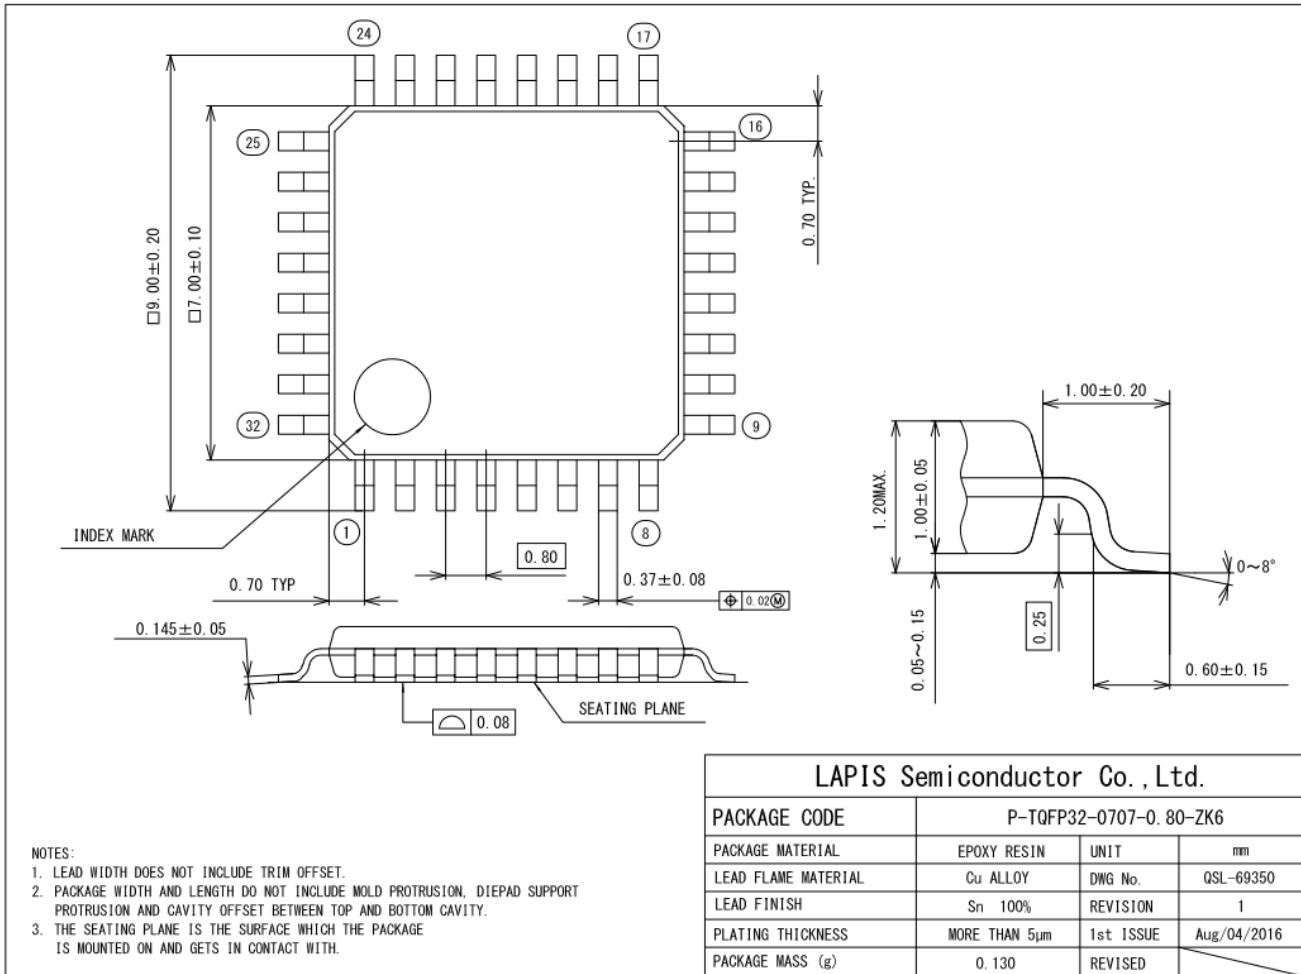 24
17
25
16
0.70 TYP.
□9.00±0.20
□7.00±0.10
32
9
INDEX MARK
1
8
0.80
0.70 TYP
0.37±0.08
⌖ 0.02Ⓜ
0.145±0.05
SEATING PLANE
⌓ 0.08
1.00±0.20
1.20MAX.
1.00±0.05
0~8°
0.05~0.15
0.25
0.60±0.15
NOTES:
1. LEAD WIDTH DOES NOT INCLUDE TRIM OFFSET.
2. PACKAGE WIDTH AND LENGTH DO NOT INCLUDE MOLD PROTRUSION, DIEPAD SUPPORT
PROTRUSION AND CAVITY OFFSET BETWEEN TOP AND BOTTOM CAVITY.
3. THE SEATING PLANE IS THE SURFACE WHICH THE PACKAGE
IS MOUNTED ON AND GETS IN CONTACT WITH.
LAPIS Semiconductor Co.,Ltd.
PACKAGE CODE P-TQFP32-0707-0.80-ZK6
PACKAGE MATERIAL EPOXY RESIN UNIT mm
LEAD FLAME MATERIAL Cu ALLOY DWG No. QSL-69350
LEAD FINISH Sn 100% REVISION 1
PLATING THICKNESS MORE THAN 5μm 1st ISSUE Aug/04/2016
PACKAGE MASS (g) 0.130 REVISED